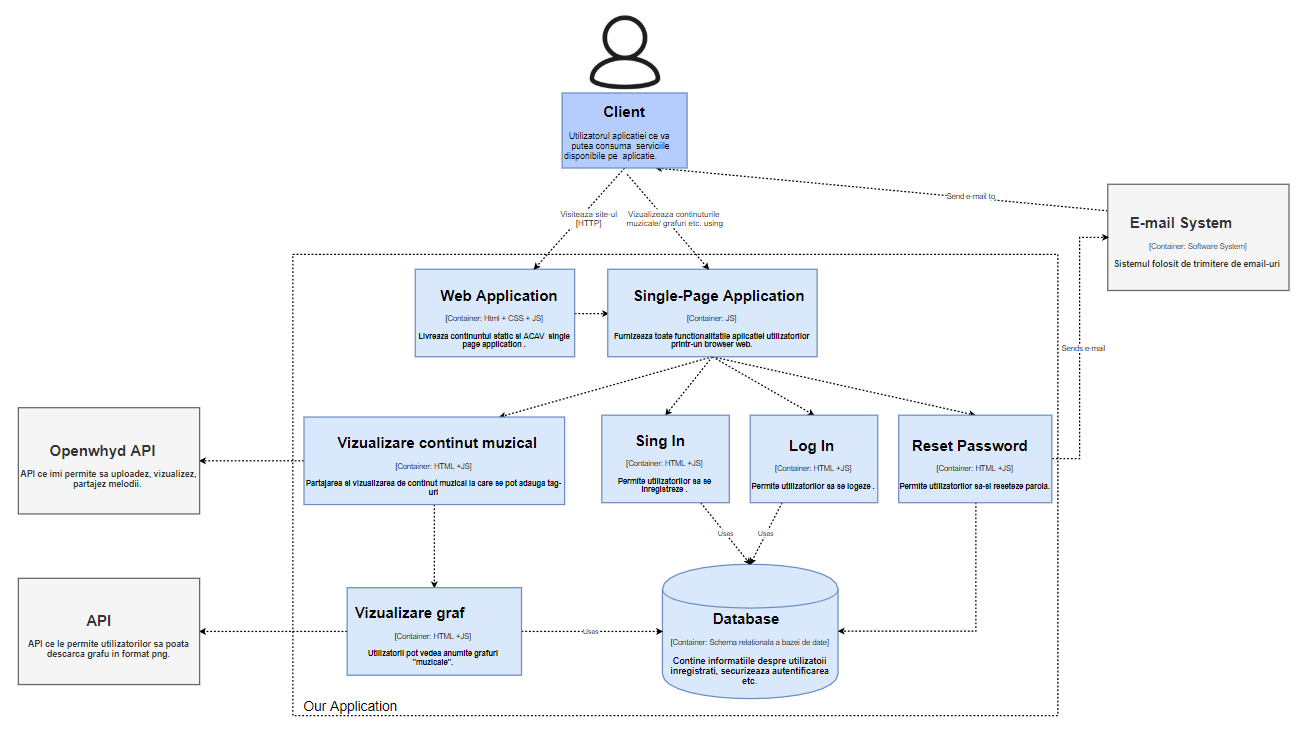 Client
Utilizatorul aplicatiei ce va
putea consuma serviciile
disponibile pe aplicatie.
Send e-mail to
Visiteaza site-ul
[HTTP]
Vizualizeaza continuturile
muzicale/ grafuri etc. using
E-mail System
[Container: Software System]
Sistemul folosit de trimitere de email-uri
Web Application
[Container: Html + CSS + JS]
Livreaza continuntul static si ACAV single
page application .
Single-Page Application
[Container: JS]
Furnizeaza toate functionalitatile aplicatiei utilizatorilor
printr-un browser web.
Sends e-mail
Openwhyd API
API ce imi permite sa uploadez, vizualizez,
partajez melodii.
Vizualizare continut muzical
[Container: HTML +JS]
Partajarea si vizualizarea de continut muzical la care se pot adauga tag-
uri
Sing In
[Container: HTML +JS]
Permite utilizatorilor sa se
inregistreze .
Log In
[Container: HTML +JS]
Permite utilizatorilor sa se logeze .
Reset Password
[Container: HTML +JS]
Permite utilizatorilor sa-si reseteze parola.
Uses
Uses
API
API ce le permite utilizatorilor sa poata
descarca grafu in format png.
Vizualizare graf
[Container: HTML +JS]
Utilizatorii pot vedea anumite grafuri
"muzicale".
Uses
Database
[Container: Schema relationala a bazei de date]
Contine informatiile despre utilizatoii
inregistrati, securizeaza autentificarea
etc.
Our Application